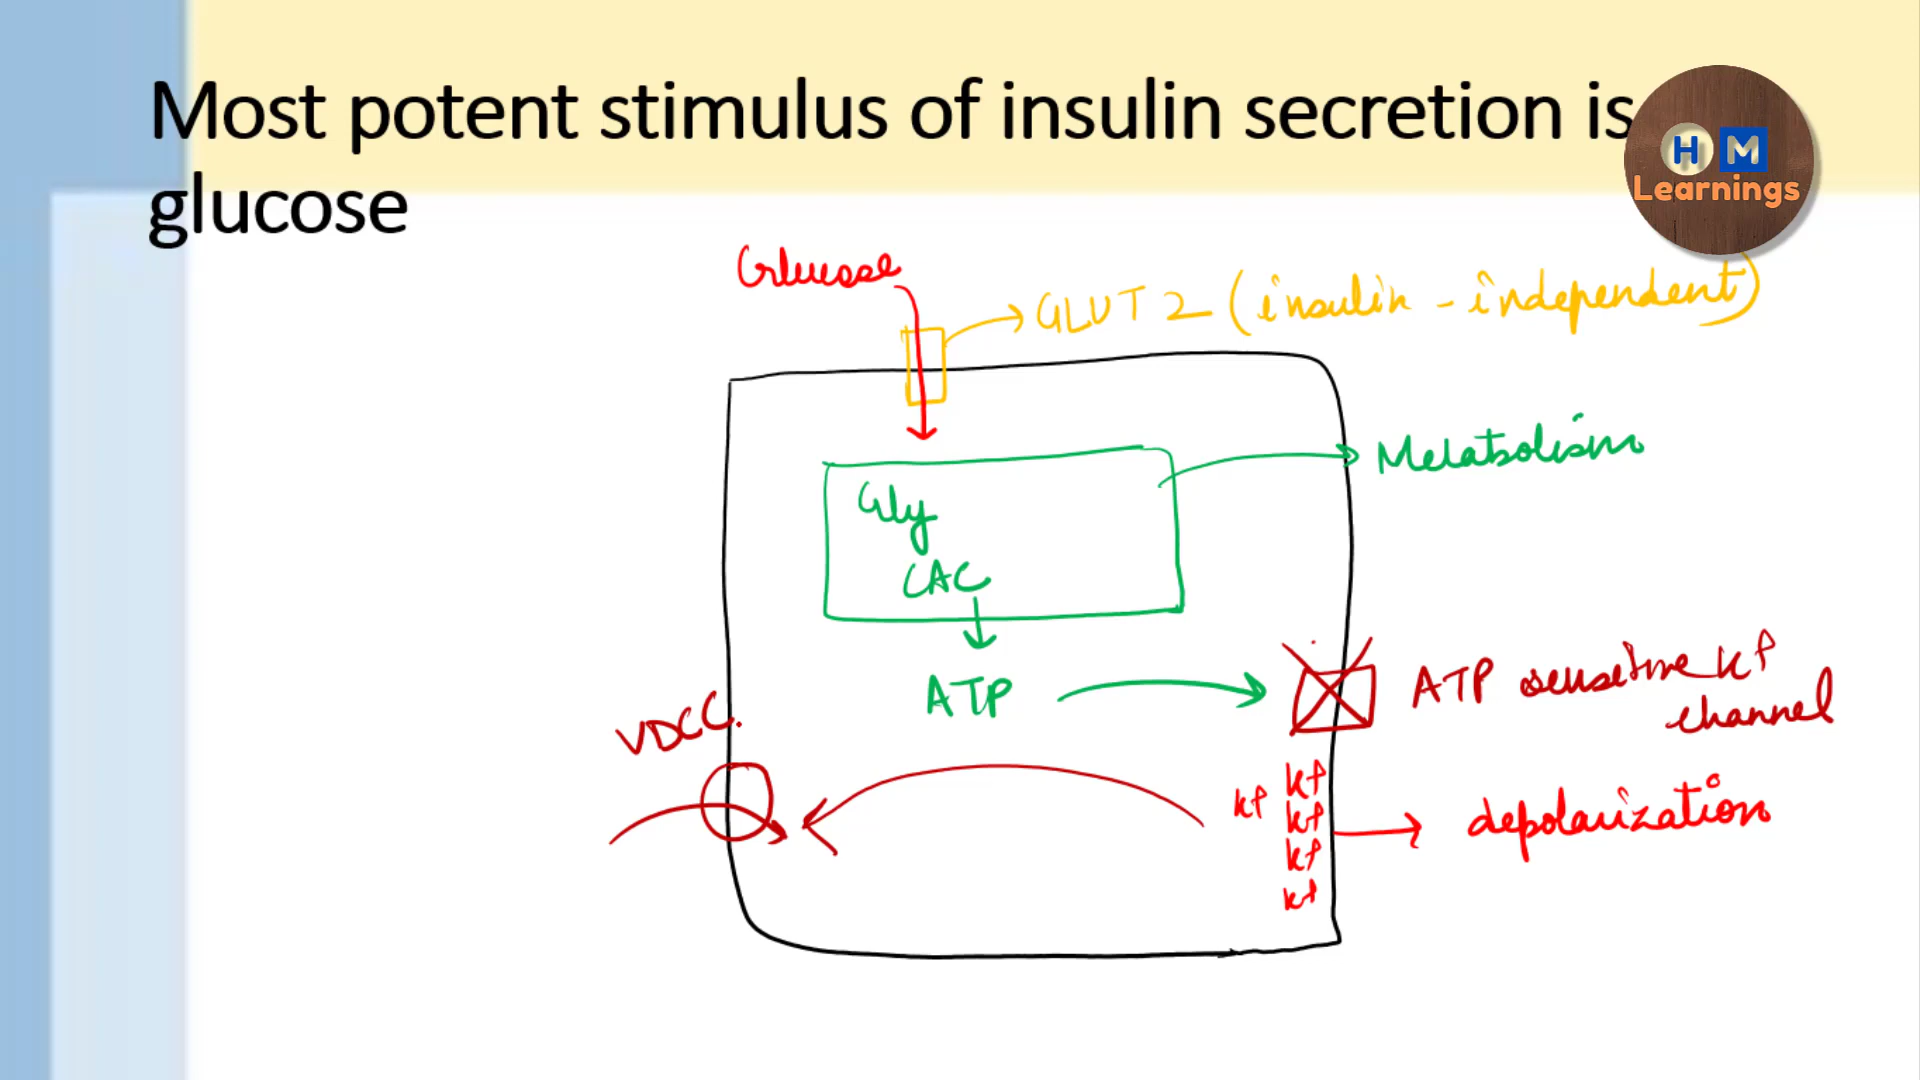 Most potent stimulus of insulin secretion is
glucose
H M
Learnings
Glucose
GLUT 2 (insulin - independent)
Metabolism
Gly
CAC
ATP
ATP sensitive K+
channel
VDCC.
K+
K+
K+
K+
K+
depolarization